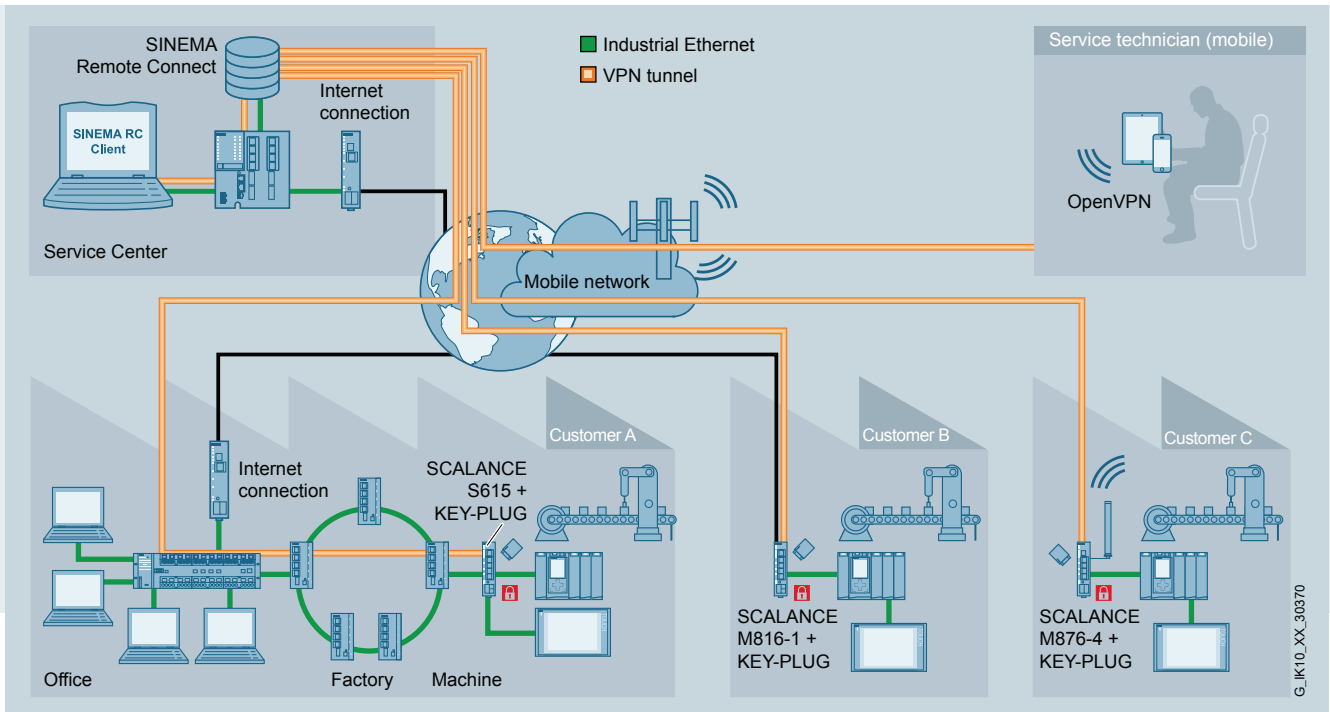 SINEMA
Remote Connect
Industrial Ethernet
VPN tunnel
Service technician (mobile)
Internet
connection
SINEMA RC
Client
OpenVPN
Service Center
Mobile network
Customer A
Customer B
Customer C
Internet
connection
SCALANCE
S615 +
KEY-PLUG
SCALANCE
M816-1 +
KEY-PLUG
SCALANCE
M876-4 +
KEY-PLUG
Office
Factory
Machine
G_IK10_XX_30370